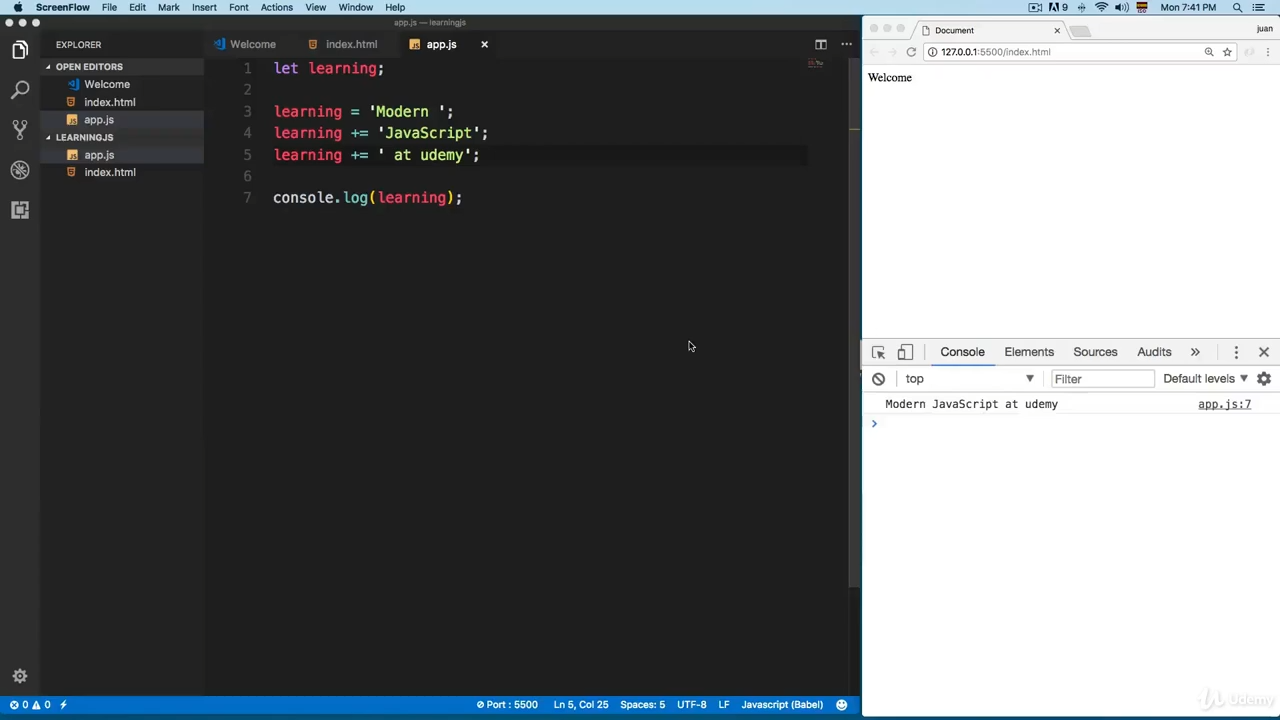 ScreenFlow File Edit Mark Insert Font Actions View Window Help 9 Mon 7:41 PM
app.js — learningjs
EXPLORER
OPEN EDITORS
Welcome
index.html
app.js
LEARNINGJS
app.js
index.html
Welcome index.html app.js
1 let learning;
2
3 learning = 'Modern ';
4 learning += 'JavaScript';
5 learning += ' at udemy';
6
7 console.log(learning);
0 0 Port : 5500 Ln 5, Col 25 Spaces: 5 UTF-8 LF Javascript (Babel)
Document juan
127.0.0.1:5500/index.html
Welcome
Console Elements Sources Audits »
top Filter Default levels
Modern JavaScript at udemy app.js:7
Udemy